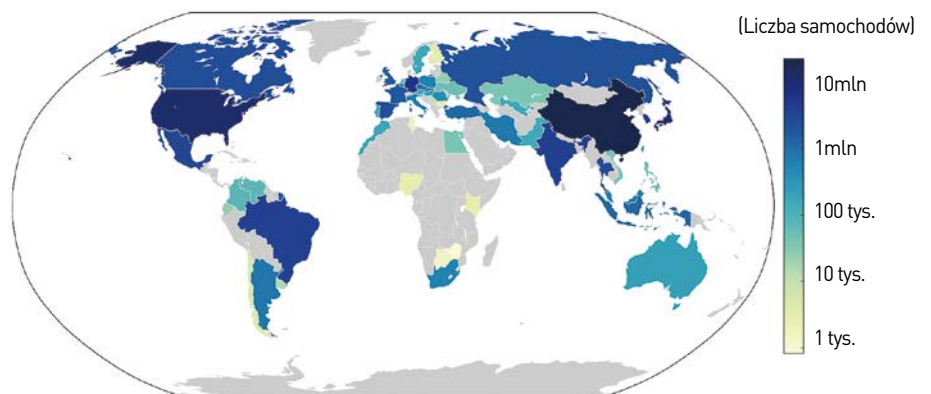 (Liczba samochodów)
10mln
1mln
100 tys.
10 tys.
1 tys.